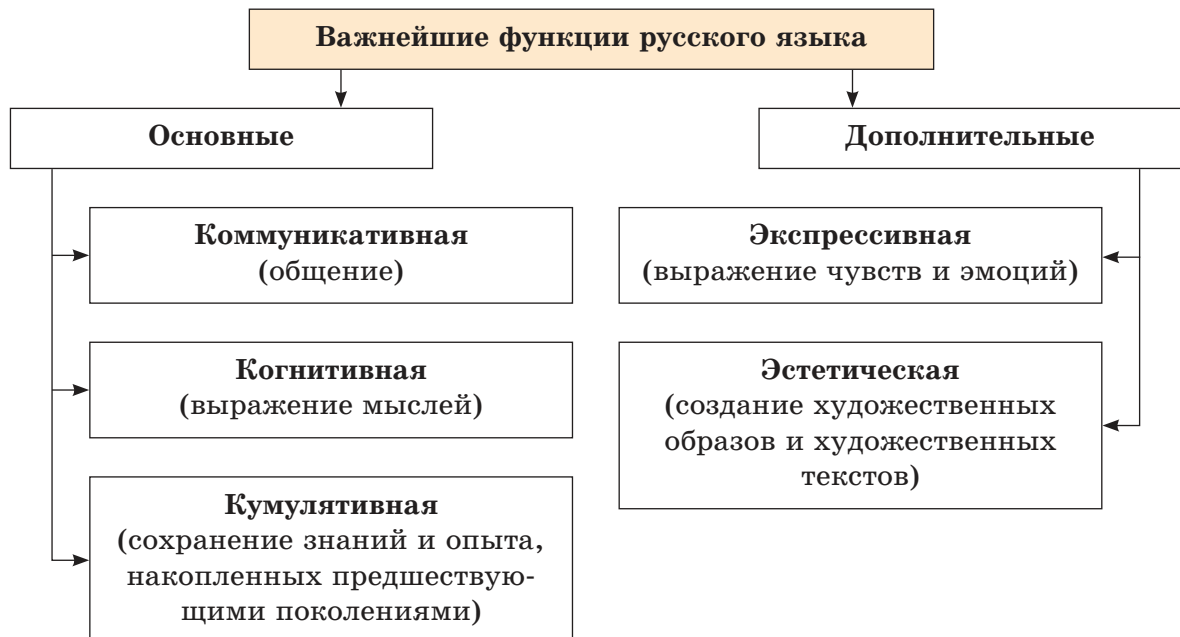 Важнейшие функции русского языка
Основные
Коммуникативная
(общение)
Когнитивная
(выражение мыслей)
Кумулятивная
(сохранение знаний и опыта,
накопленных предшествую-
щими поколениями)
Дополнительные
Экспрессивная
(выражение чувств и эмоций)
Эстетическая
(создание художественных
образов и художественных
текстов)